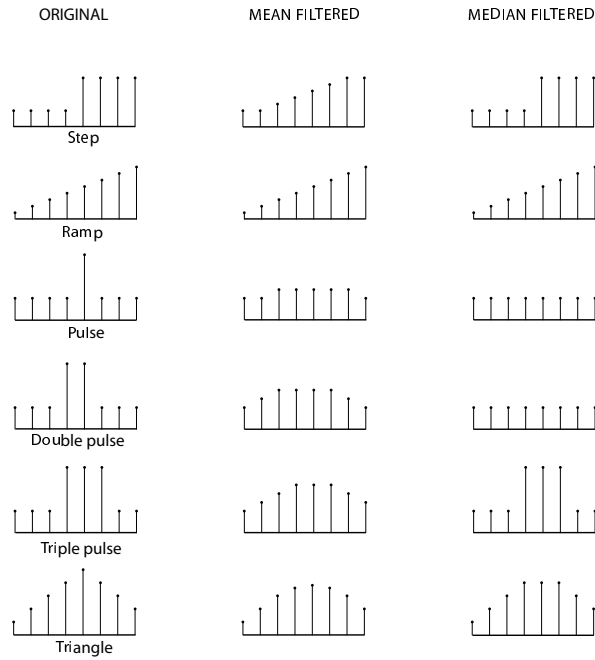 ORIGINAL MEAN FILTERED MEDIAN FILTERED
Step
Ramp
Pulse
Double pulse
Triple pulse
Triangle